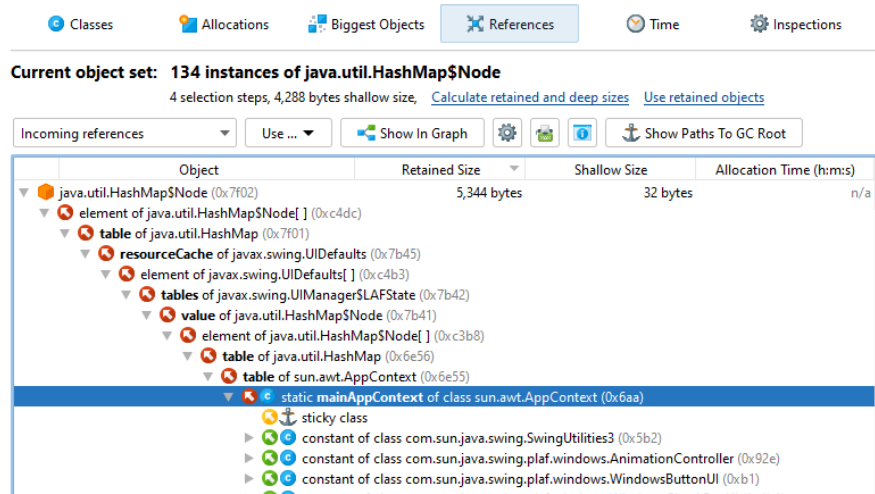 Classes Allocations Biggest Objects References Time Inspections
Current object set: 134 instances of java.util.HashMap$Node
4 selection steps, 4,288 bytes shallow size, Calculate retained and deep sizes Use retained objects
Incoming references Use ... Show In Graph Show Paths To GC Root
Object Retained Size Shallow Size Allocation Time (h:m:s)
java.util.HashMap$Node (0x7f02) 5,344 bytes 32 bytes n/a
element of java.util.HashMap$Node[ ] (0xc4dc)
table of java.util.HashMap (0x7f01)
resourceCache of javax.swing.UIDefaults (0x7b45)
element of javax.swing.UIDefaults[ ] (0xc4b3)
tables of javax.swing.UIManager$LAFState (0x7b42)
value of java.util.HashMap$Node (0x7b41)
element of java.util.HashMap$Node[ ] (0xc3b8)
table of java.util.HashMap (0x6e56)
table of sun.awt.AppContext (0x6e55)
static mainAppContext of class sun.awt.AppContext (0x6aa)
sticky class
constant of class com.sun.java.swing.SwingUtilities3 (0x5b2)
constant of class com.sun.java.swing.plaf.windows.AnimationController (0x92e)
constant of class com.sun.java.swing.plaf.windows.WindowsButtonUI (0xb1)